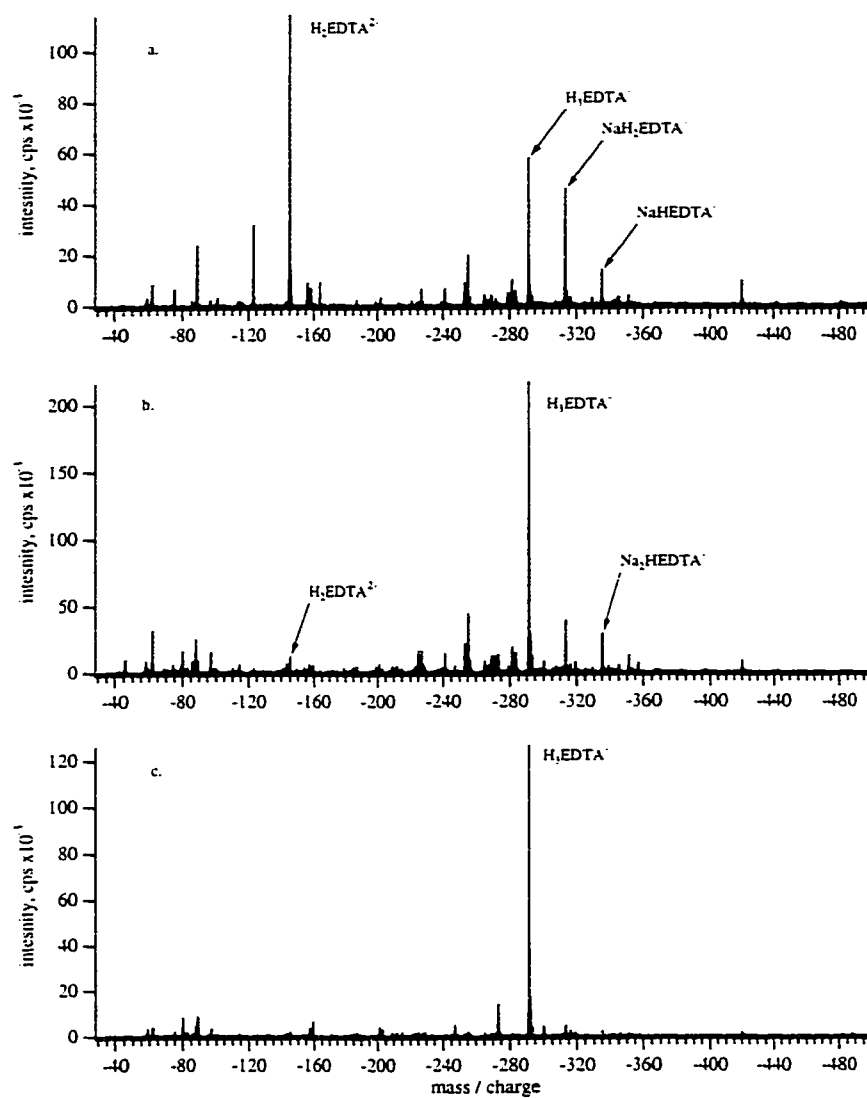 a.
H₂EDTA²⁻
H₃EDTA⁻
NaH₂EDTA⁻
NaHEDTA⁻
intesnity, cps x10⁻³
100
80
60
40
20
0
-40 -80 -120 -160 -200 -240 -280 -320 -360 -400 -440 -480
b.
H₃EDTA⁻
Na₂HEDTA⁻
H₂EDTA²⁻
intesnity, cps x10⁻³
200
150
100
50
0
-40 -80 -120 -160 -200 -240 -280 -320 -360 -400 -440 -480
c.
H₃EDTA⁻
intesnity, cps x10⁻³
120
100
80
60
40
20
0
-40 -80 -120 -160 -200 -240 -280 -320 -360 -400 -440 -480
mass / charge